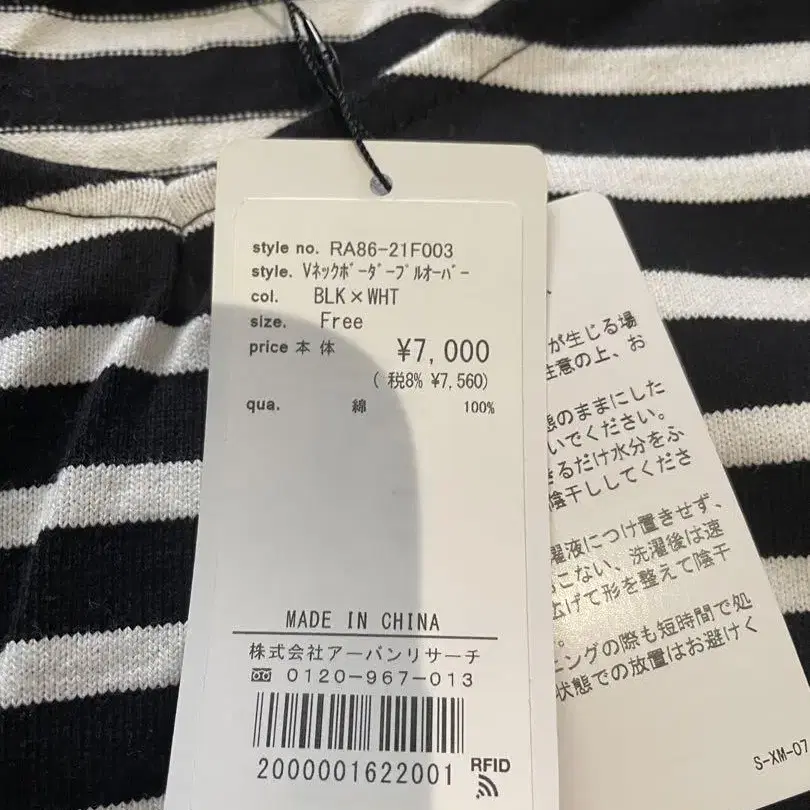 style no. RA86-21F003
style. Vﾈｯｸﾎﾞｰﾀﾞｰﾌﾟﾙｵｰﾊﾞｰ
col. BLK×WHT
size. Free
price 本体 ¥7,000
( 税8% ¥7,560)
qua. 綿 100%
MADE IN CHINA
株式会社アーバンリサーチ
0120-967-013
2000001622001
RFID
が生じる場
意の上、お
態のままにした
いでください。
きるだけ水分をふ
陰干ししてくださ
濯液につけ置きせず、
こない、洗濯後は速
広げて形を整えて陰干
。
ニングの際も短時間で処
状態での放置はお避けく
S-XM-07